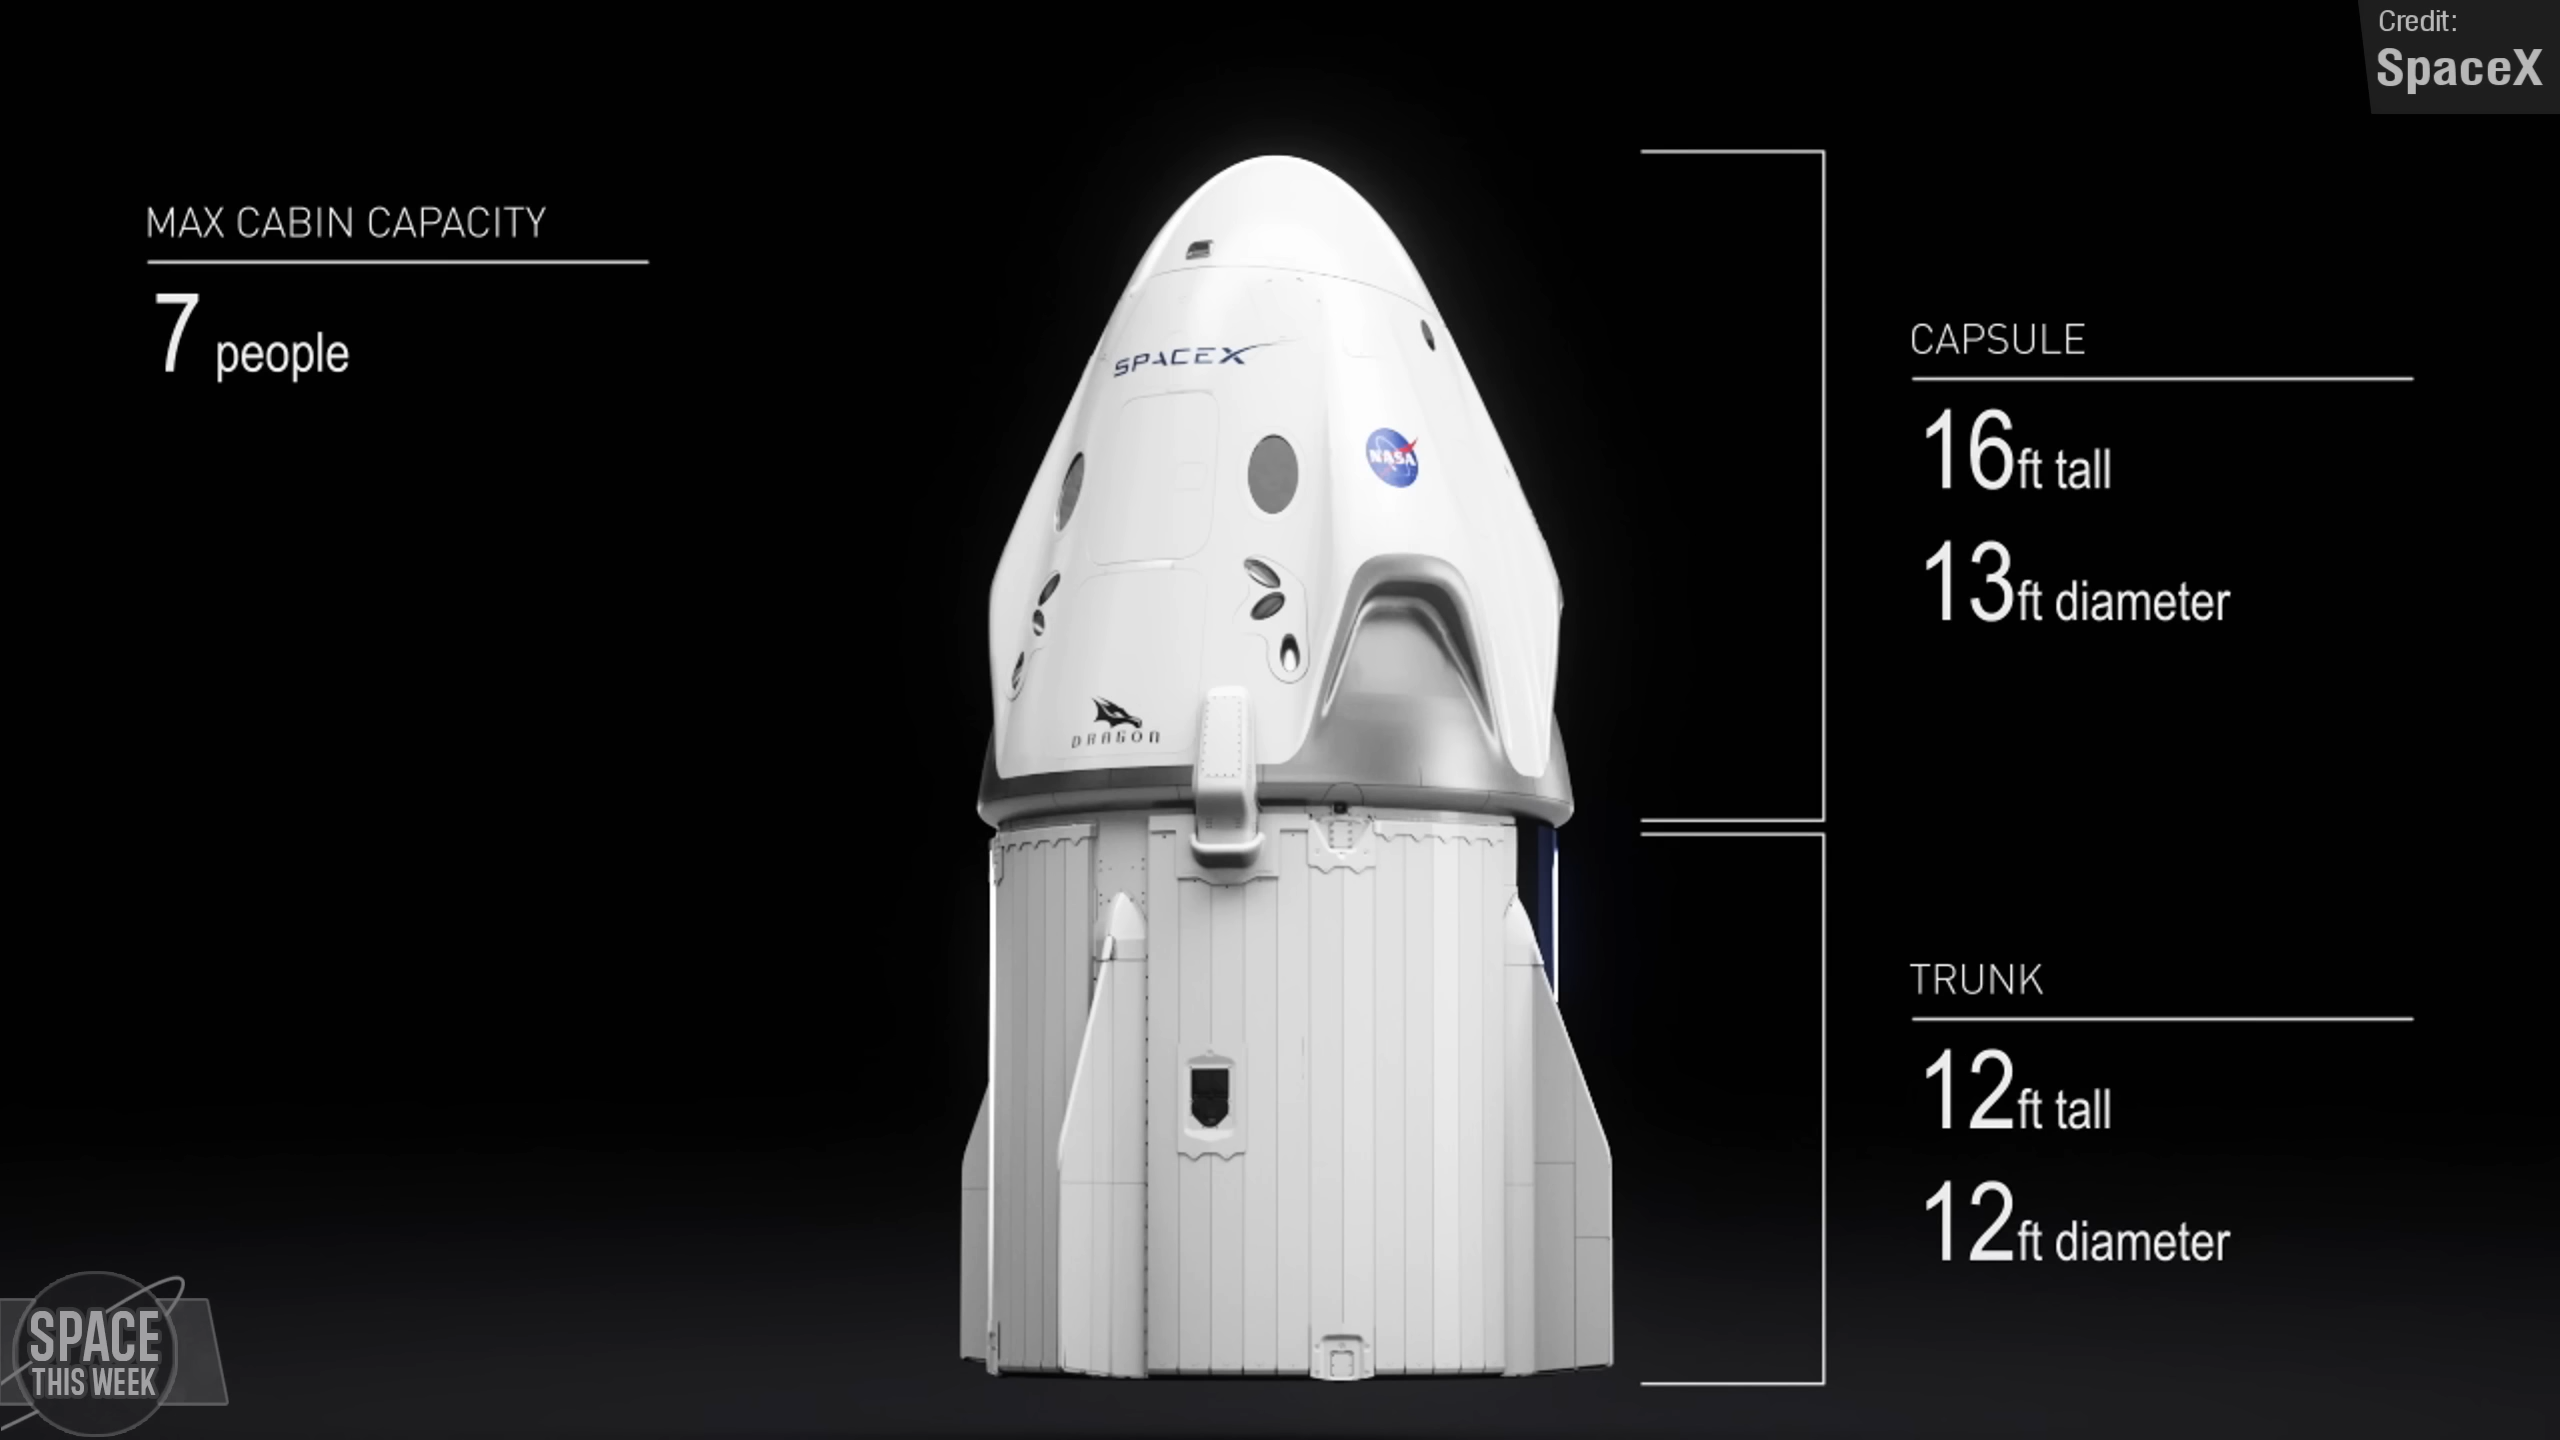 Credit:
SpaceX
MAX CABIN CAPACITY
7 people
SPACEX
NASA
DRAGON
CAPSULE
16ft tall
13ft diameter
TRUNK
12ft tall
12ft diameter
SPACE
THIS WEEK